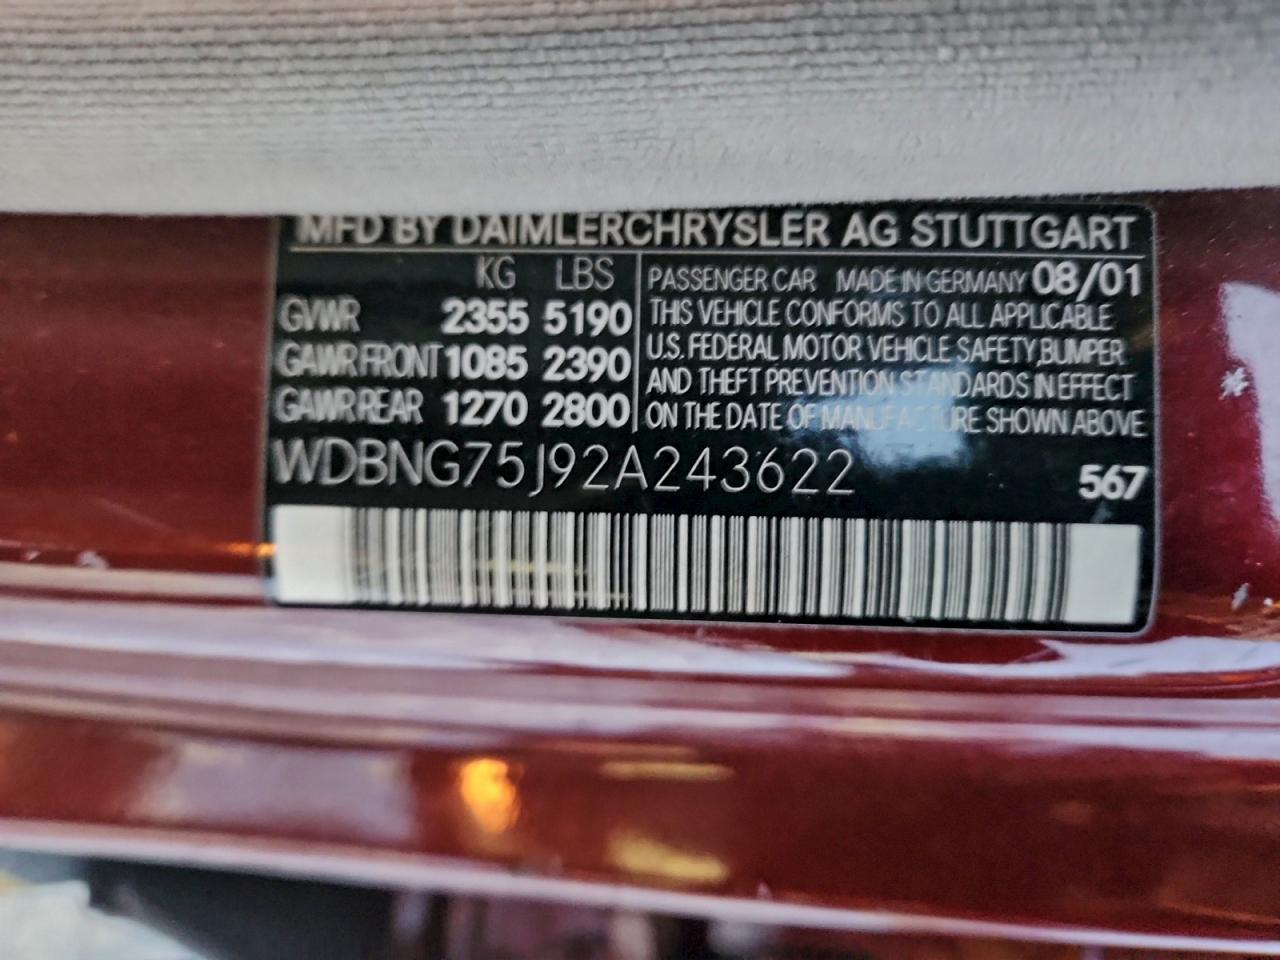 MFD BY DAIMLERCHRYSLER AG STUTTGART
KG LBS
GVWR 2355 5190
GAWR FRONT 1085 2390
GAWR REAR 1270 2800
PASSENGER CAR MADE IN GERMANY 08/01
THIS VEHICLE CONFORMS TO ALL APPLICABLE
U.S. FEDERAL MOTOR VEHICLE SAFETY, BUMPER
AND THEFT PREVENTION STANDARDS IN EFFECT
ON THE DATE OF MANUFACTURE SHOWN ABOVE
WDBNG75J92A243622
567